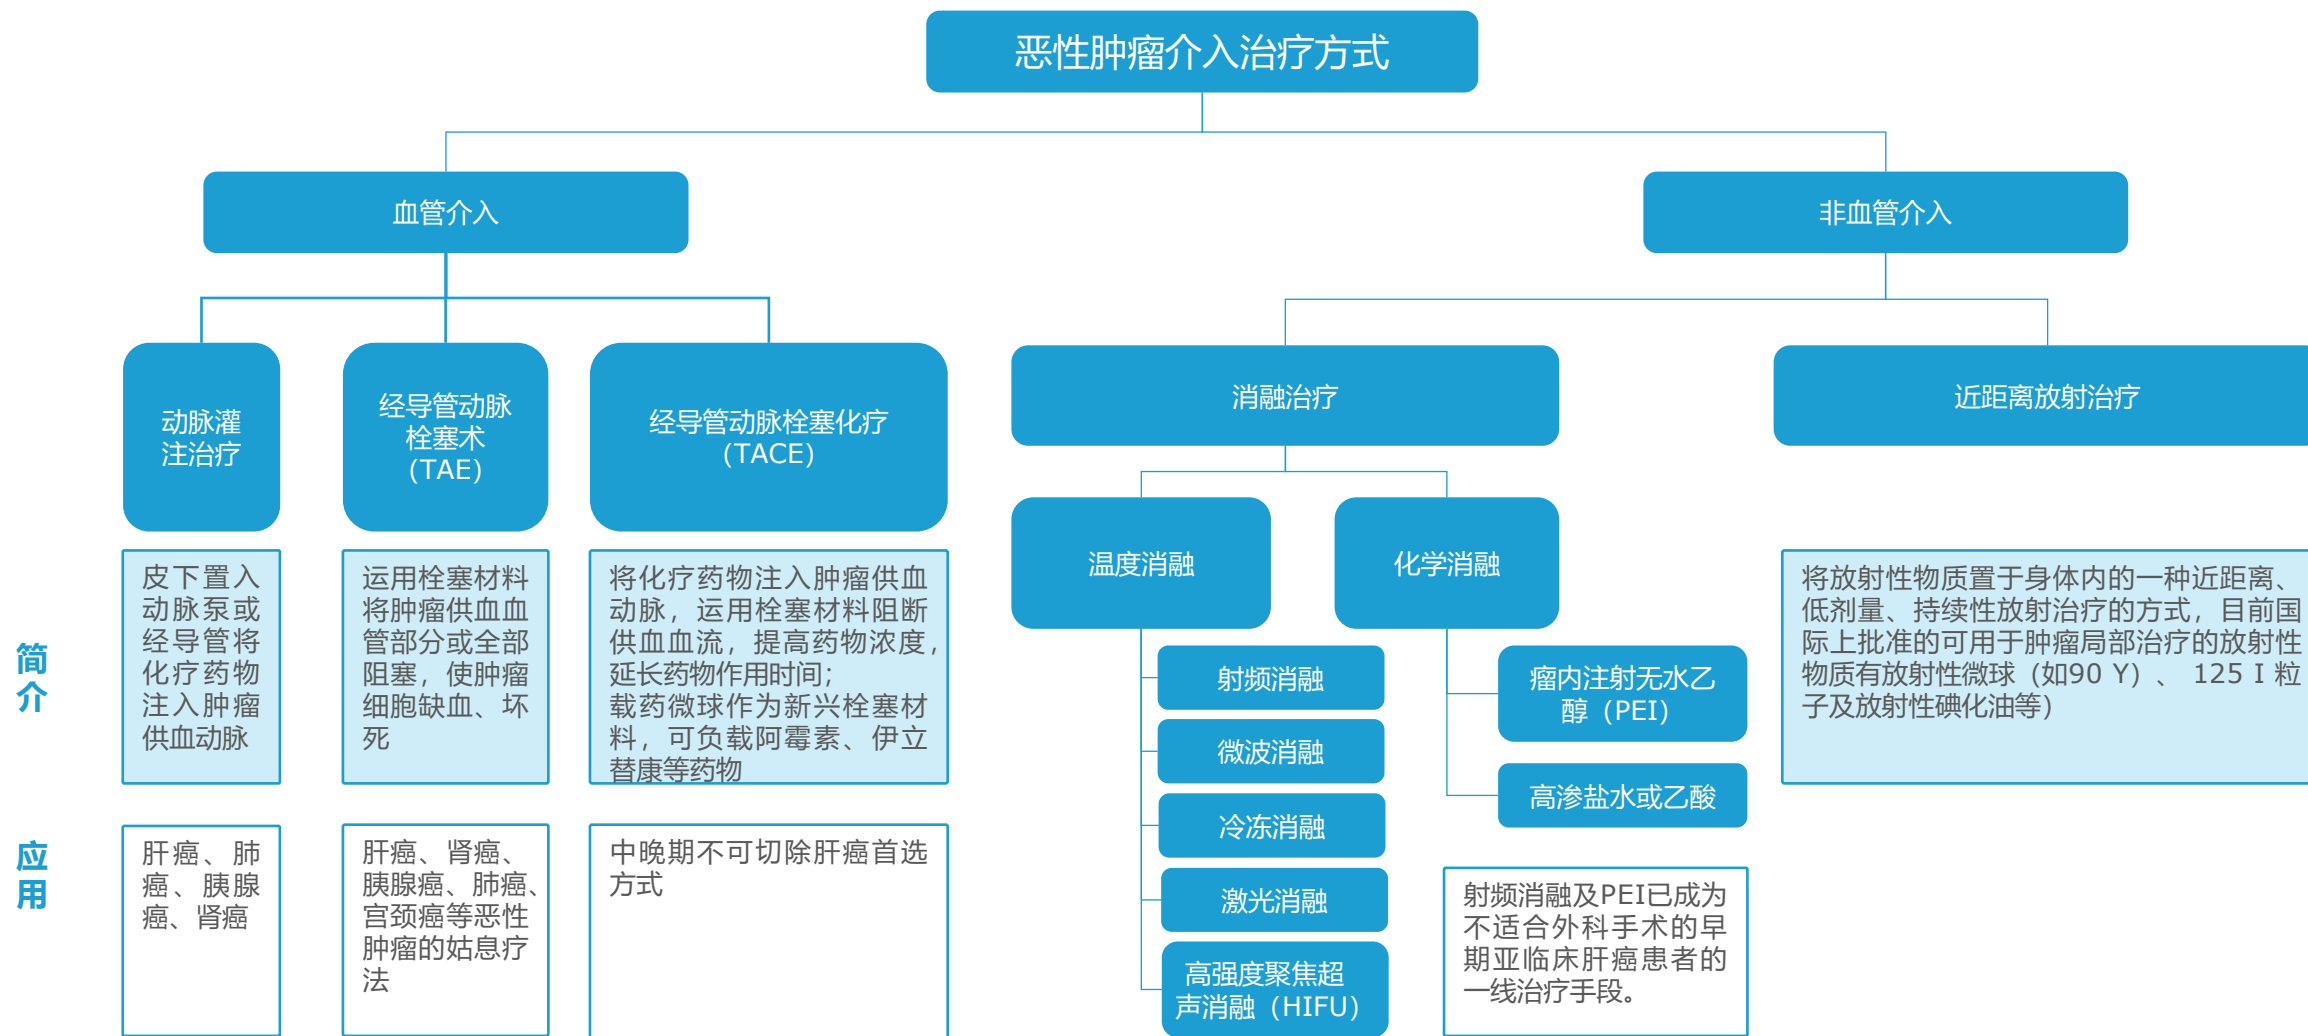 恶性肿瘤介入治疗方式
血管介入
非血管介入
动脉灌
注治疗
经导管动脉
栓塞术
（TAE）
经导管动脉栓塞化疗
（TACE）
消融治疗
近距离放射治疗
温度消融
化学消融
简
介
皮下置入
动脉泵或
经导管将
化疗药物
注入肿瘤
供血动脉
运用栓塞材料
将肿瘤供血血
管部分或全部
阻塞，使肿瘤
细胞缺血、坏
死
将化疗药物注入肿瘤供血
动脉，运用栓塞材料阻断
供血血流，提高药物浓度，
延长药物作用时间；
载药微球作为新兴栓塞材
料，可负载阿霉素、伊立
替康等药物
射频消融
微波消融
冷冻消融
激光消融
高强度聚焦超
声消融（HIFU）
瘤内注射无水乙
醇（PEI）
高渗盐水或乙酸
将放射性物质置于身体内的一种近距离、
低剂量、持续性放射治疗的方式，目前国
际上批准的可用于肿瘤局部治疗的放射性
物质有放射性微球（如90 Y）、 125 I 粒
子及放射性碘化油等）
应
用
肝癌、肺
癌、胰腺
癌、肾癌
肝癌、肾癌、
胰腺癌、肺癌、
宫颈癌等恶性
肿瘤的姑息疗
法
中晚期不可切除肝癌首选
方式
射频消融及PEI已成为
不适合外科手术的早
期亚临床肝癌患者的
一线治疗手段。